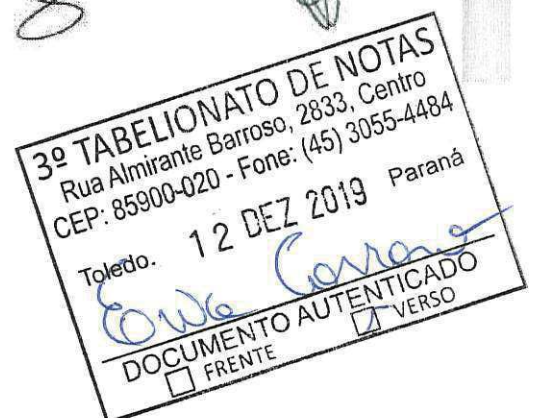 3º TABELIONATO DE NOTAS
Rua Almirante Barroso, 2833, Centro
CEP: 85900-020 - Fone: (45) 3055-4484
Toledo. 12 DEZ 2019 Paraná
DOCUMENTO AUTENTICADO
FRENTE VERSO